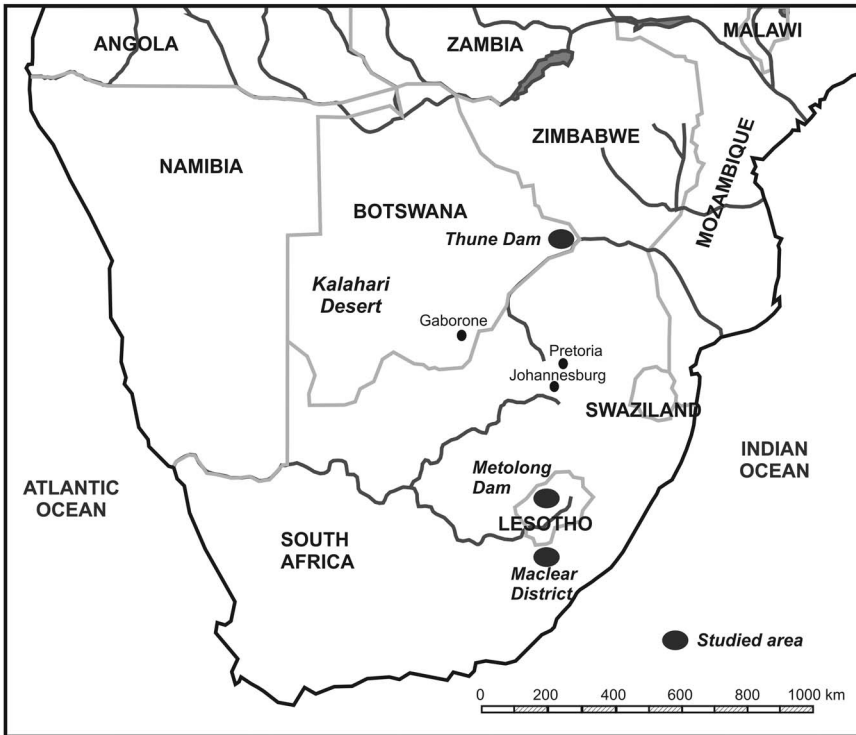 ANGOLA
ZAMBIA
MALAWI
ZIMBABWE
NAMIBIA
MOZAMBIQUE
BOTSWANA
Thune Dam
Kalahari
Desert
Gaborone
Pretoria
Johannesburg
SWAZILAND
INDIAN
OCEAN
Metolong
Dam
ATLANTIC
OCEAN
LESOTHO
SOUTH
AFRICA
Maclear
District
Studied area
0 200 400 600 800 1000 km